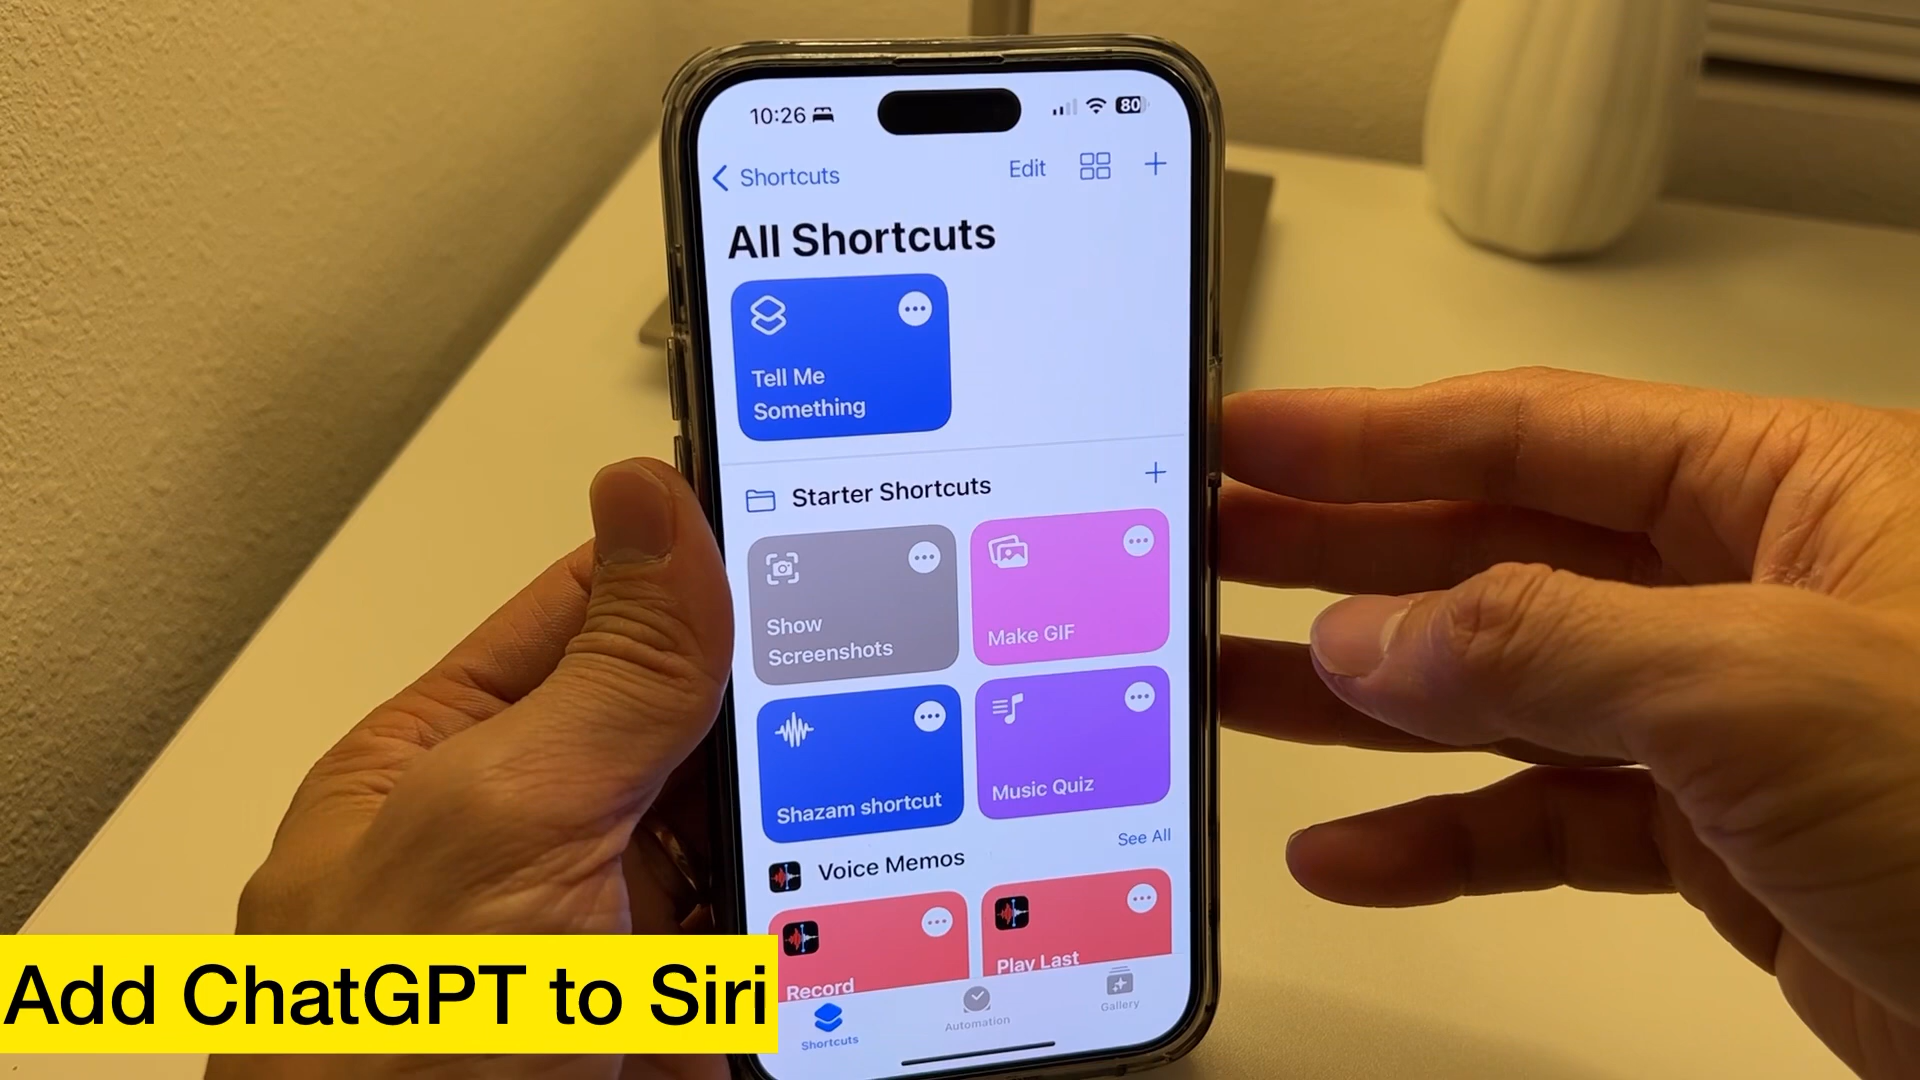 10:26
80
Shortcuts
Edit
All Shortcuts
Tell Me
Something
Starter Shortcuts
Show
Screenshots
Make GIF
Shazam shortcut
Music Quiz
See All
Voice Memos
Record
Play Last
Shortcuts
Automation
Gallery
Add ChatGPT to Siri